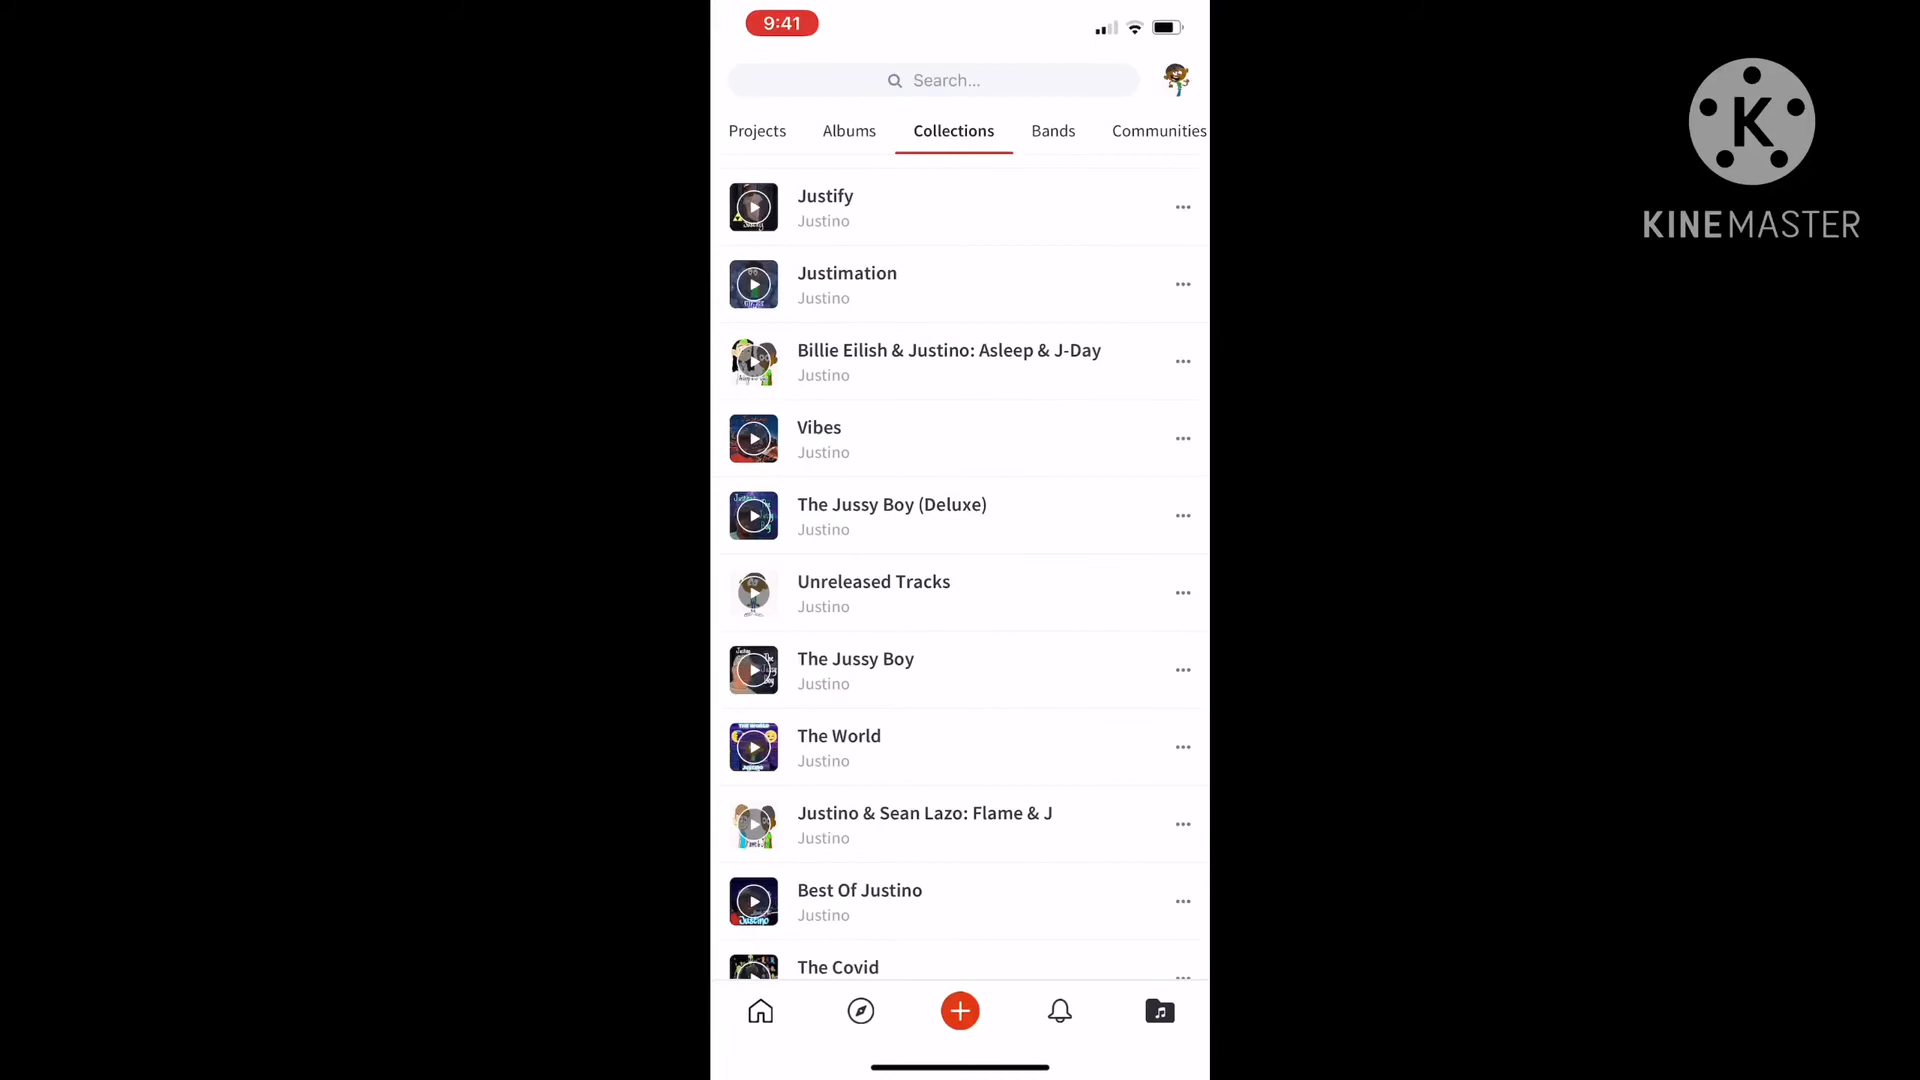 9:41
Search...
Projects Albums Collections Bands Communities
Justify
Justino
Justimation
Justino
Billie Eilish & Justino: Asleep & J-Day
Justino
Vibes
Justino
The Jussy Boy (Deluxe)
Justino
Unreleased Tracks
Justino
The Jussy Boy
Justino
The World
Justino
Justino & Sean Lazo: Flame & J
Justino
Best Of Justino
Justino
The Covid
K
KINEMASTER